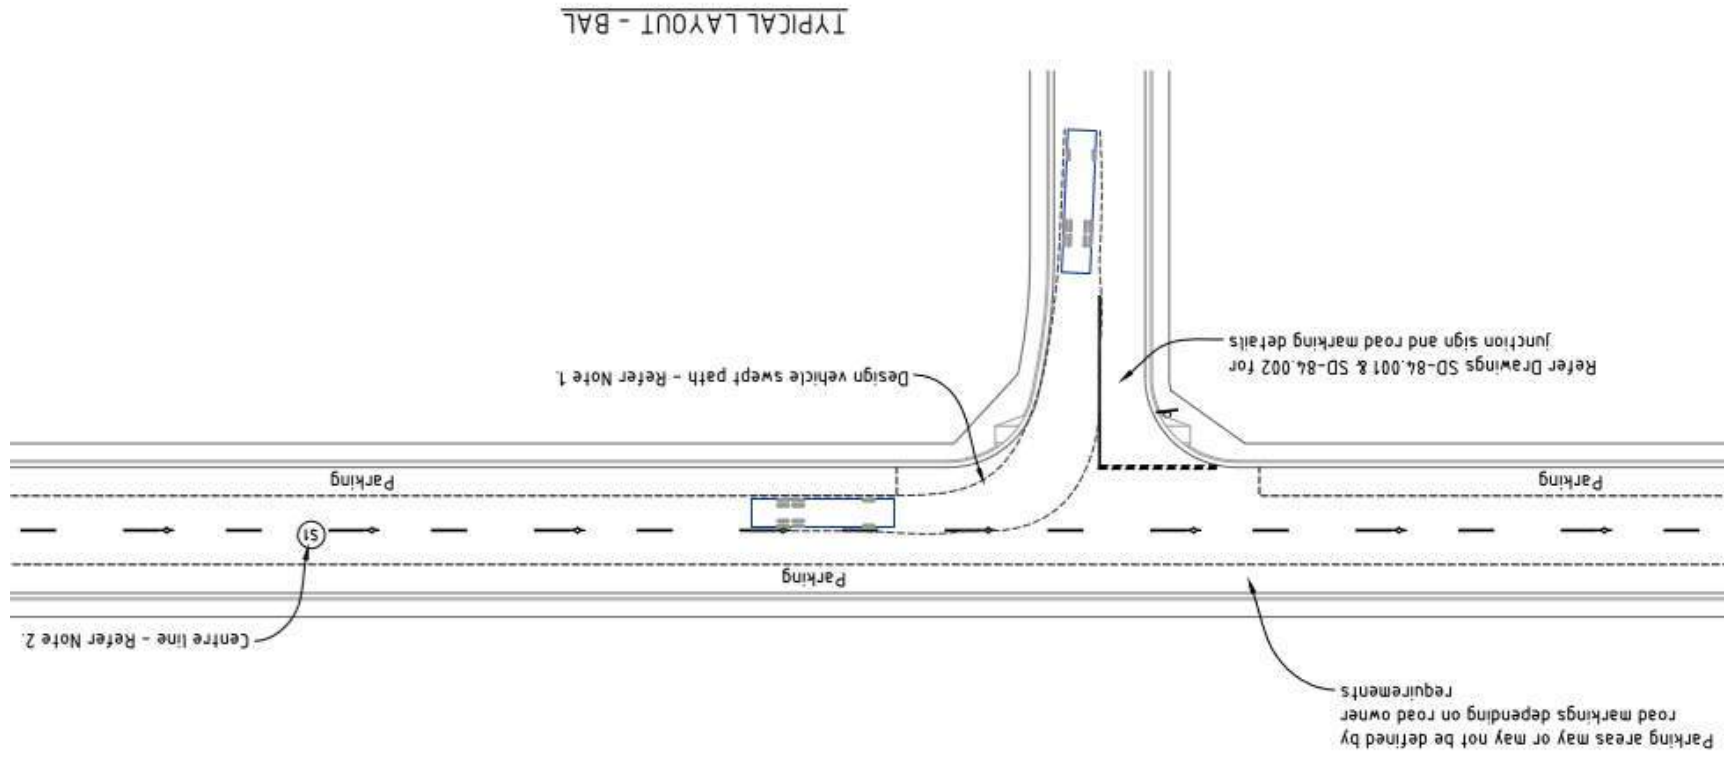 Parking areas may or may not be defined by
road markings depending on road owner
requirements
Centre line - Refer Note 2.
Parking
S1
Parking
Parking
Refer Drawings SD-84.001 & SD-84.002 for
junction sign and road marking details
Design vehicle swept path - Refer Note 1.
TYPICAL LAYOUT - BAL